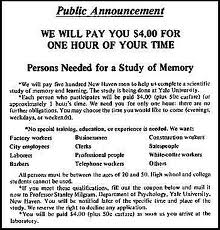 Public Announcement
WE WILL PAY YOU $4.00 FOR
ONE HOUR OF YOUR TIME
Persons Needed for a Study of Memory
*We will pay five hundred New Haven men to help us complete a scientific
study of memory and learning. The study is being done at Yale University.
*Each person who participates will be paid $4.00 (plus 50c carfare) for
approximately 1 hour's time. We need you for only one hour: there are no
further obligations. You may choose the time you would like to come (evenings,
weekdays, or weekends).
*No special training, education, or experience is needed. We want:
Factory workers Businessmen Construction workers
City employees Clerks Salespeople
Laborers Professional people White-collar workers
Barbers Telephone workers Others
All persons must be between the ages of 20 and 50. High school and college
students cannot be used.
*If you meet these qualifications, fill out the coupon below and mail it
now to Professor Stanley Milgram, Department of Psychology, Yale University,
New Haven. You will be notified later of the specific time and place of the
study. We reserve the right to decline any application.
*You will be paid $4.00 (plus 50c carfare) as soon as you arrive at the
laboratory.